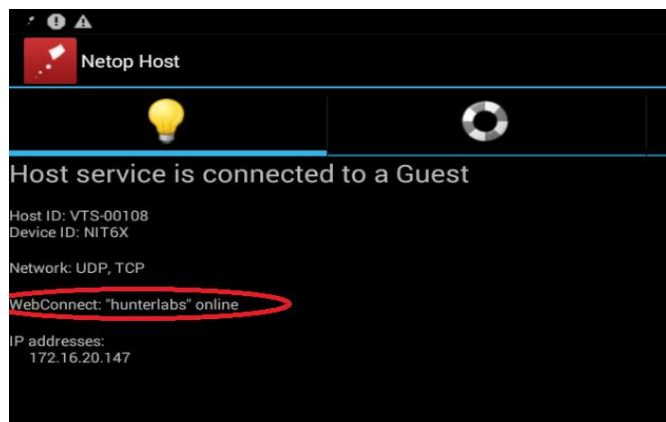 Netop Host
Host service is connected to a Guest
Host ID: VTS-00108
Device ID: NIT6X
Network: UDP, TCP
WebConnect: "hunterlabs" online
IP addresses:
172.16.20.147